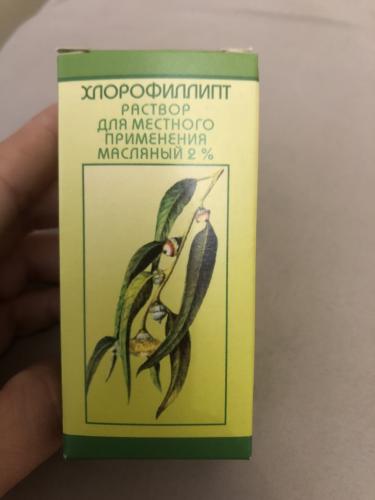 ХЛОРОФИЛЛИПТ
РАСТВОР
ДЛЯ МЕСТНОГО
ПРИМЕНЕНИЯ
МАСЛЯНЫЙ 2 %